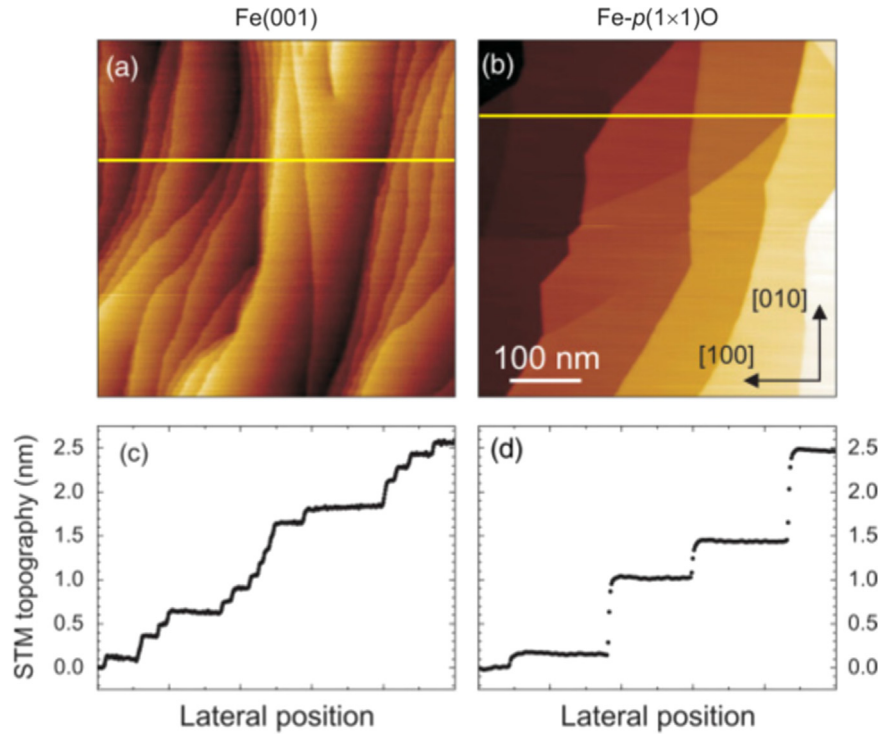 Fe(001)
Fe-p(1×1)O
(a)
(b)
[010]
[100]
100 nm
STM topography (nm)
(c)
2.5
2.0
1.5
1.0
0.5
0.0
(d)
2.5
2.0
1.5
1.0
0.5
0.0
Lateral position
Lateral position